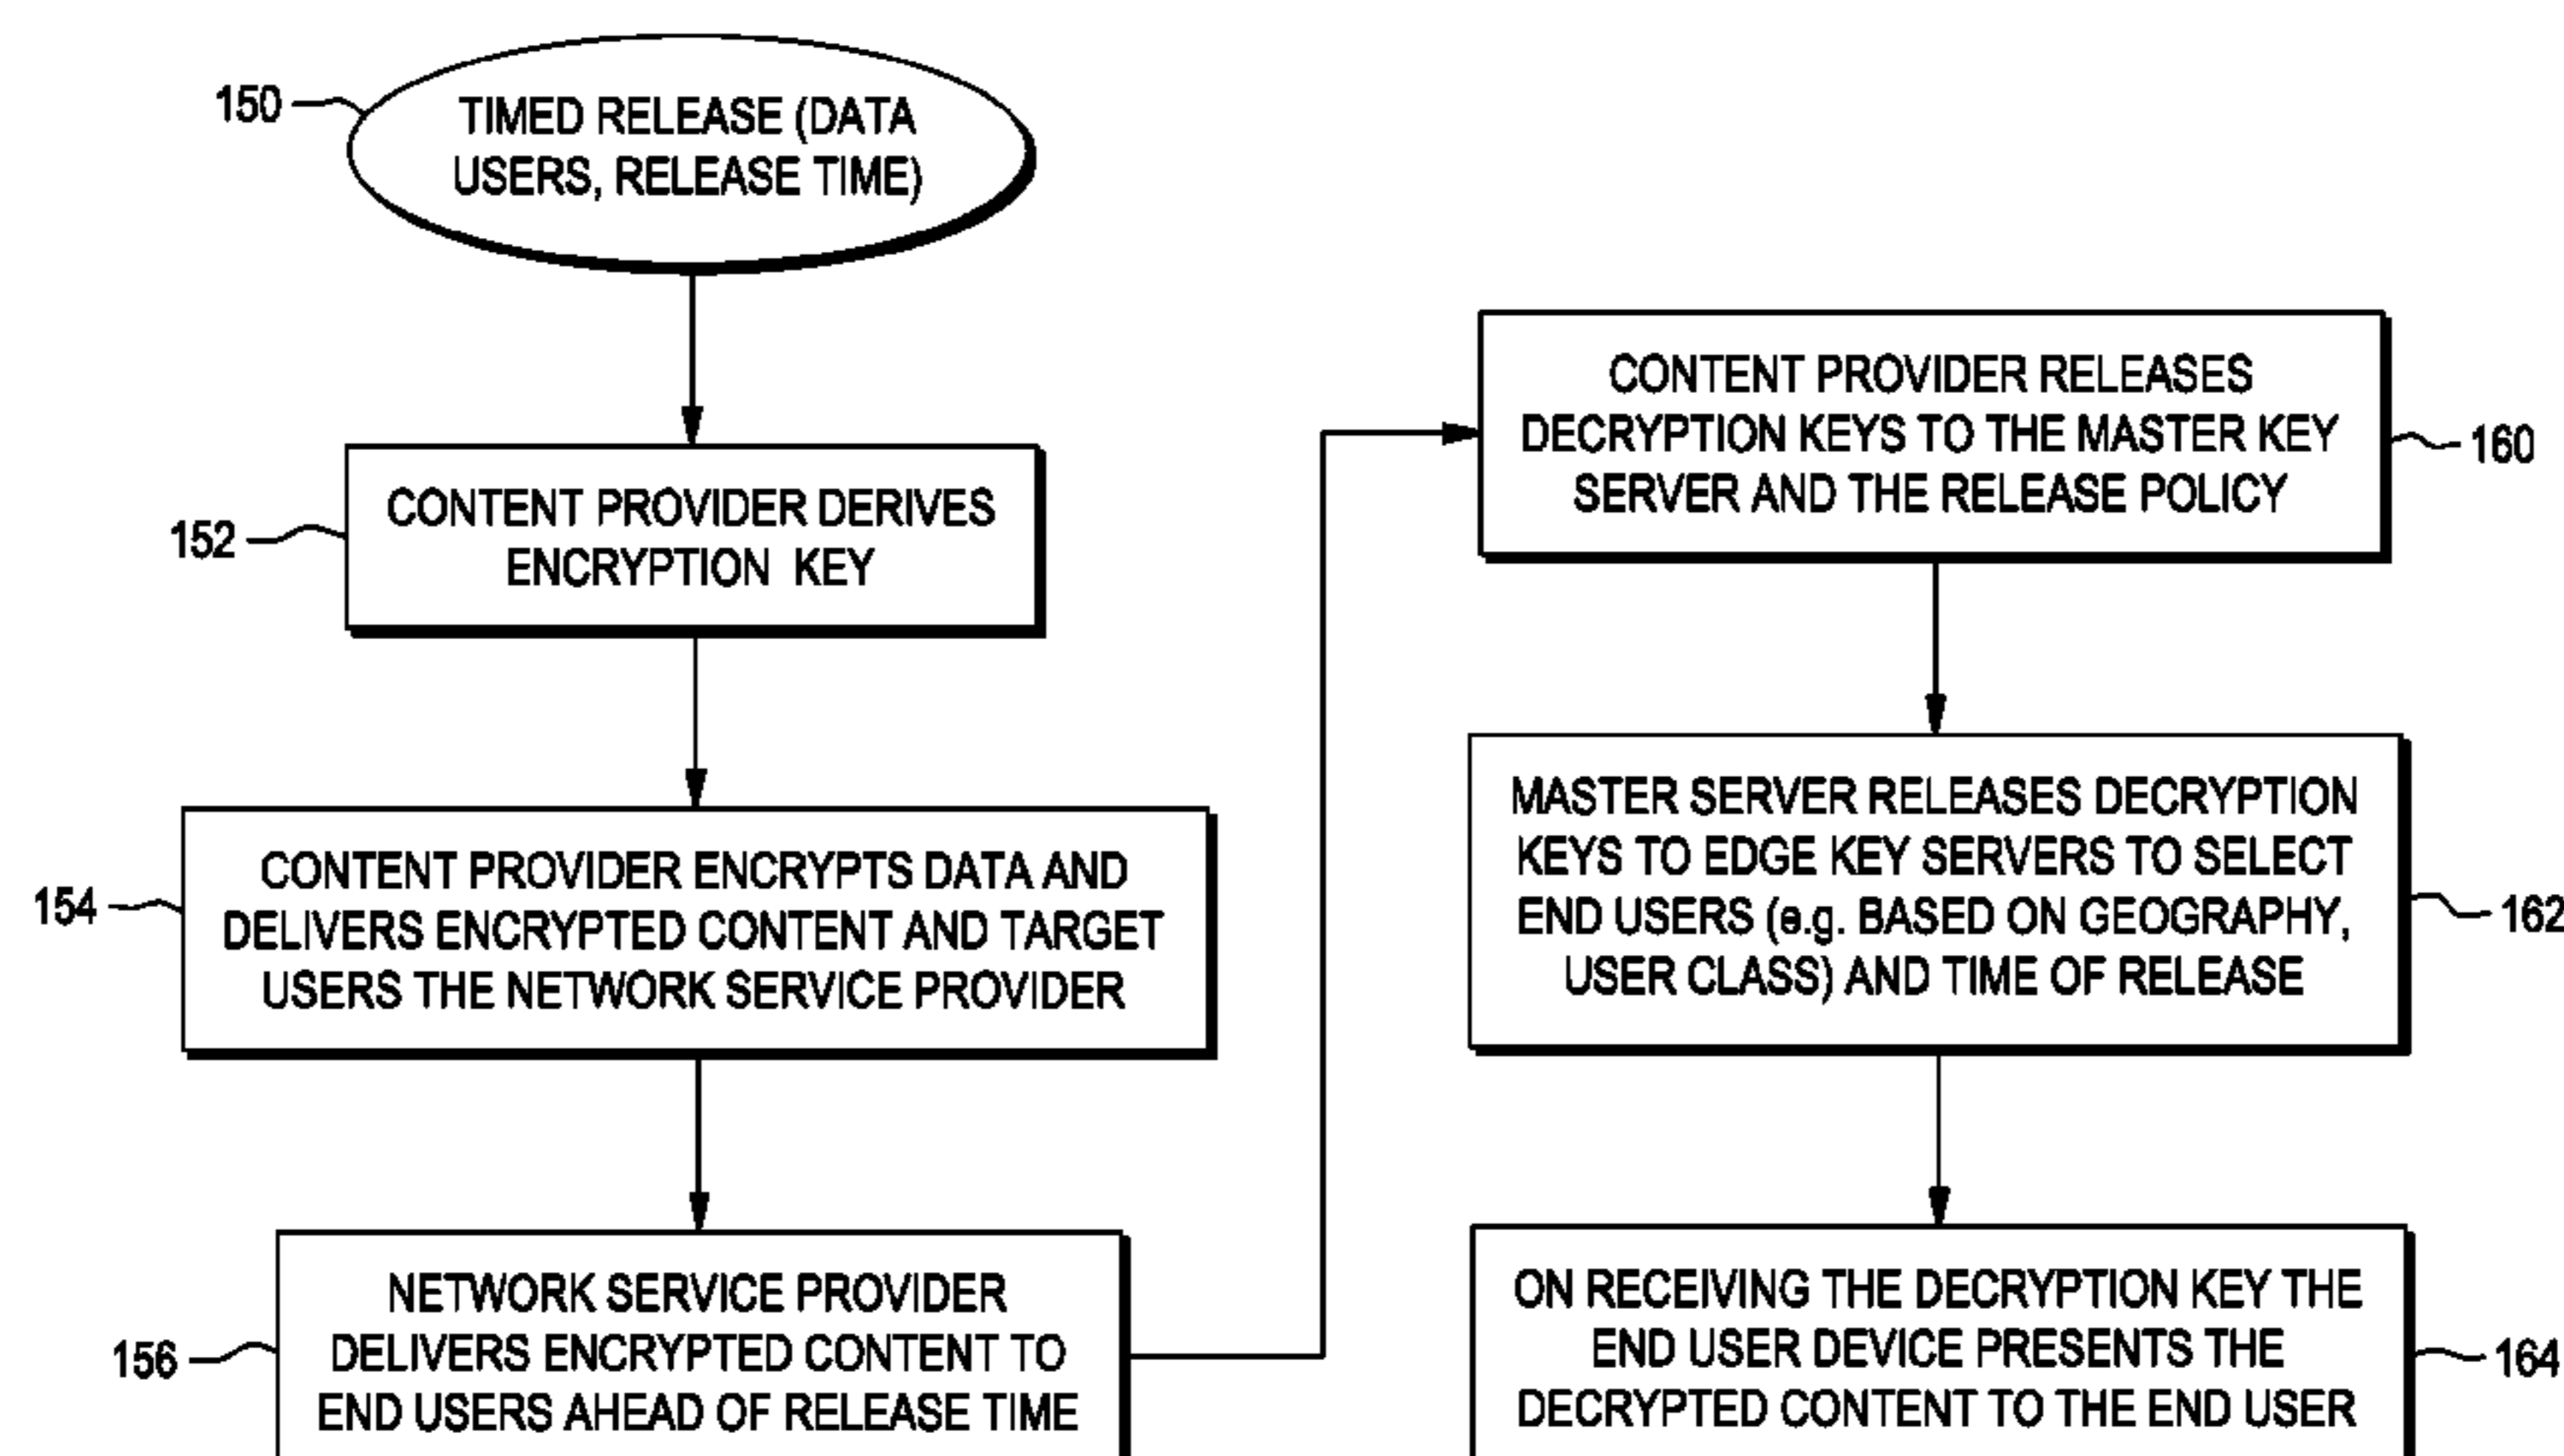 150
TIMED RELEASE (DATA
USERS, RELEASE TIME)
152
CONTENT PROVIDER DERIVES
ENCRYPTION KEY
154
CONTENT PROVIDER ENCRYPTS DATA AND
DELIVERS ENCRYPTED CONTENT AND TARGET
USERS THE NETWORK SERVICE PROVIDER
156
NETWORK SERVICE PROVIDER
DELIVERS ENCRYPTED CONTENT TO
END USERS AHEAD OF RELEASE TIME
CONTENT PROVIDER RELEASES
DECRYPTION KEYS TO THE MASTER KEY
SERVER AND THE RELEASE POLICY
160
MASTER SERVER RELEASES DECRYPTION
KEYS TO EDGE KEY SERVERS TO SELECT
END USERS (e.g. BASED ON GEOGRAPHY,
USER CLASS) AND TIME OF RELEASE
162
ON RECEIVING THE DECRYPTION KEY THE
END USER DEVICE PRESENTS THE
DECRYPTED CONTENT TO THE END USER
164